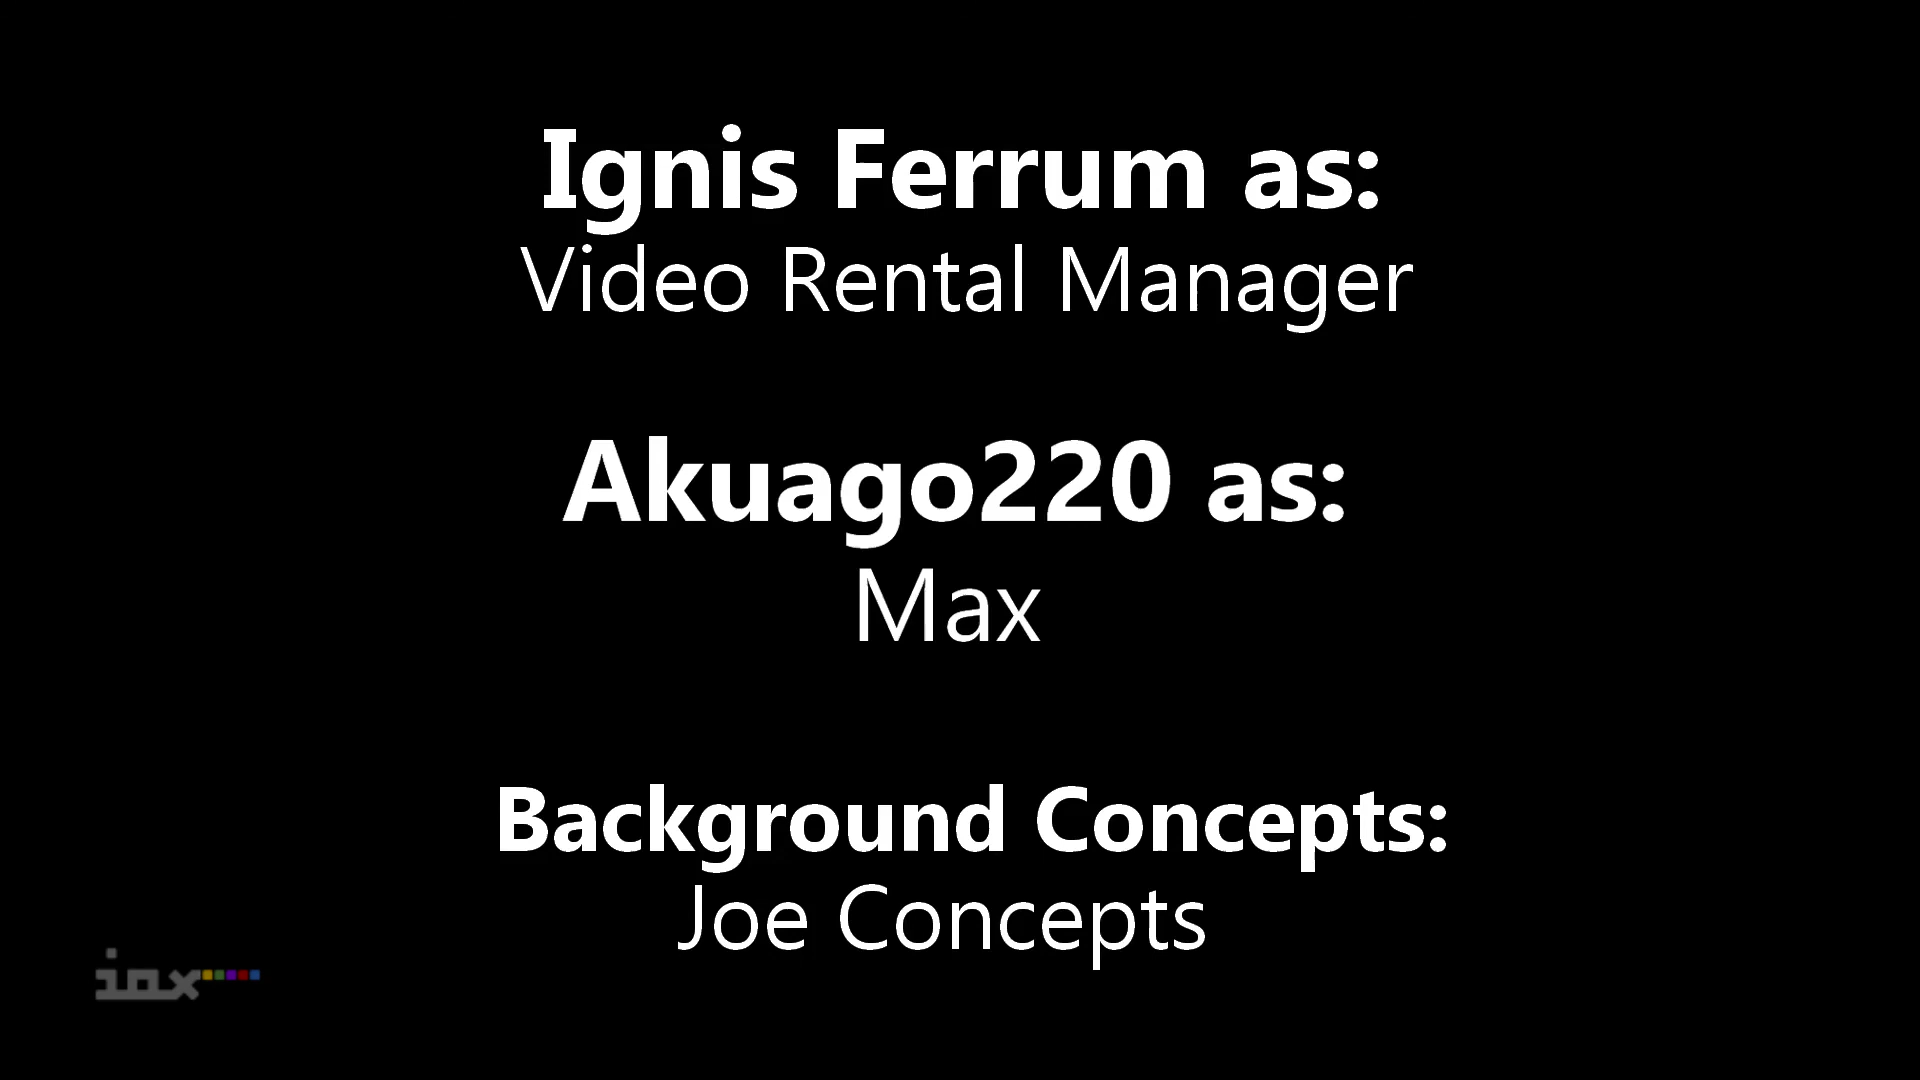 Ignis Ferrum as:
Video Rental Manager
Akuago220 as:
Max
Background Concepts:
Joe Concepts